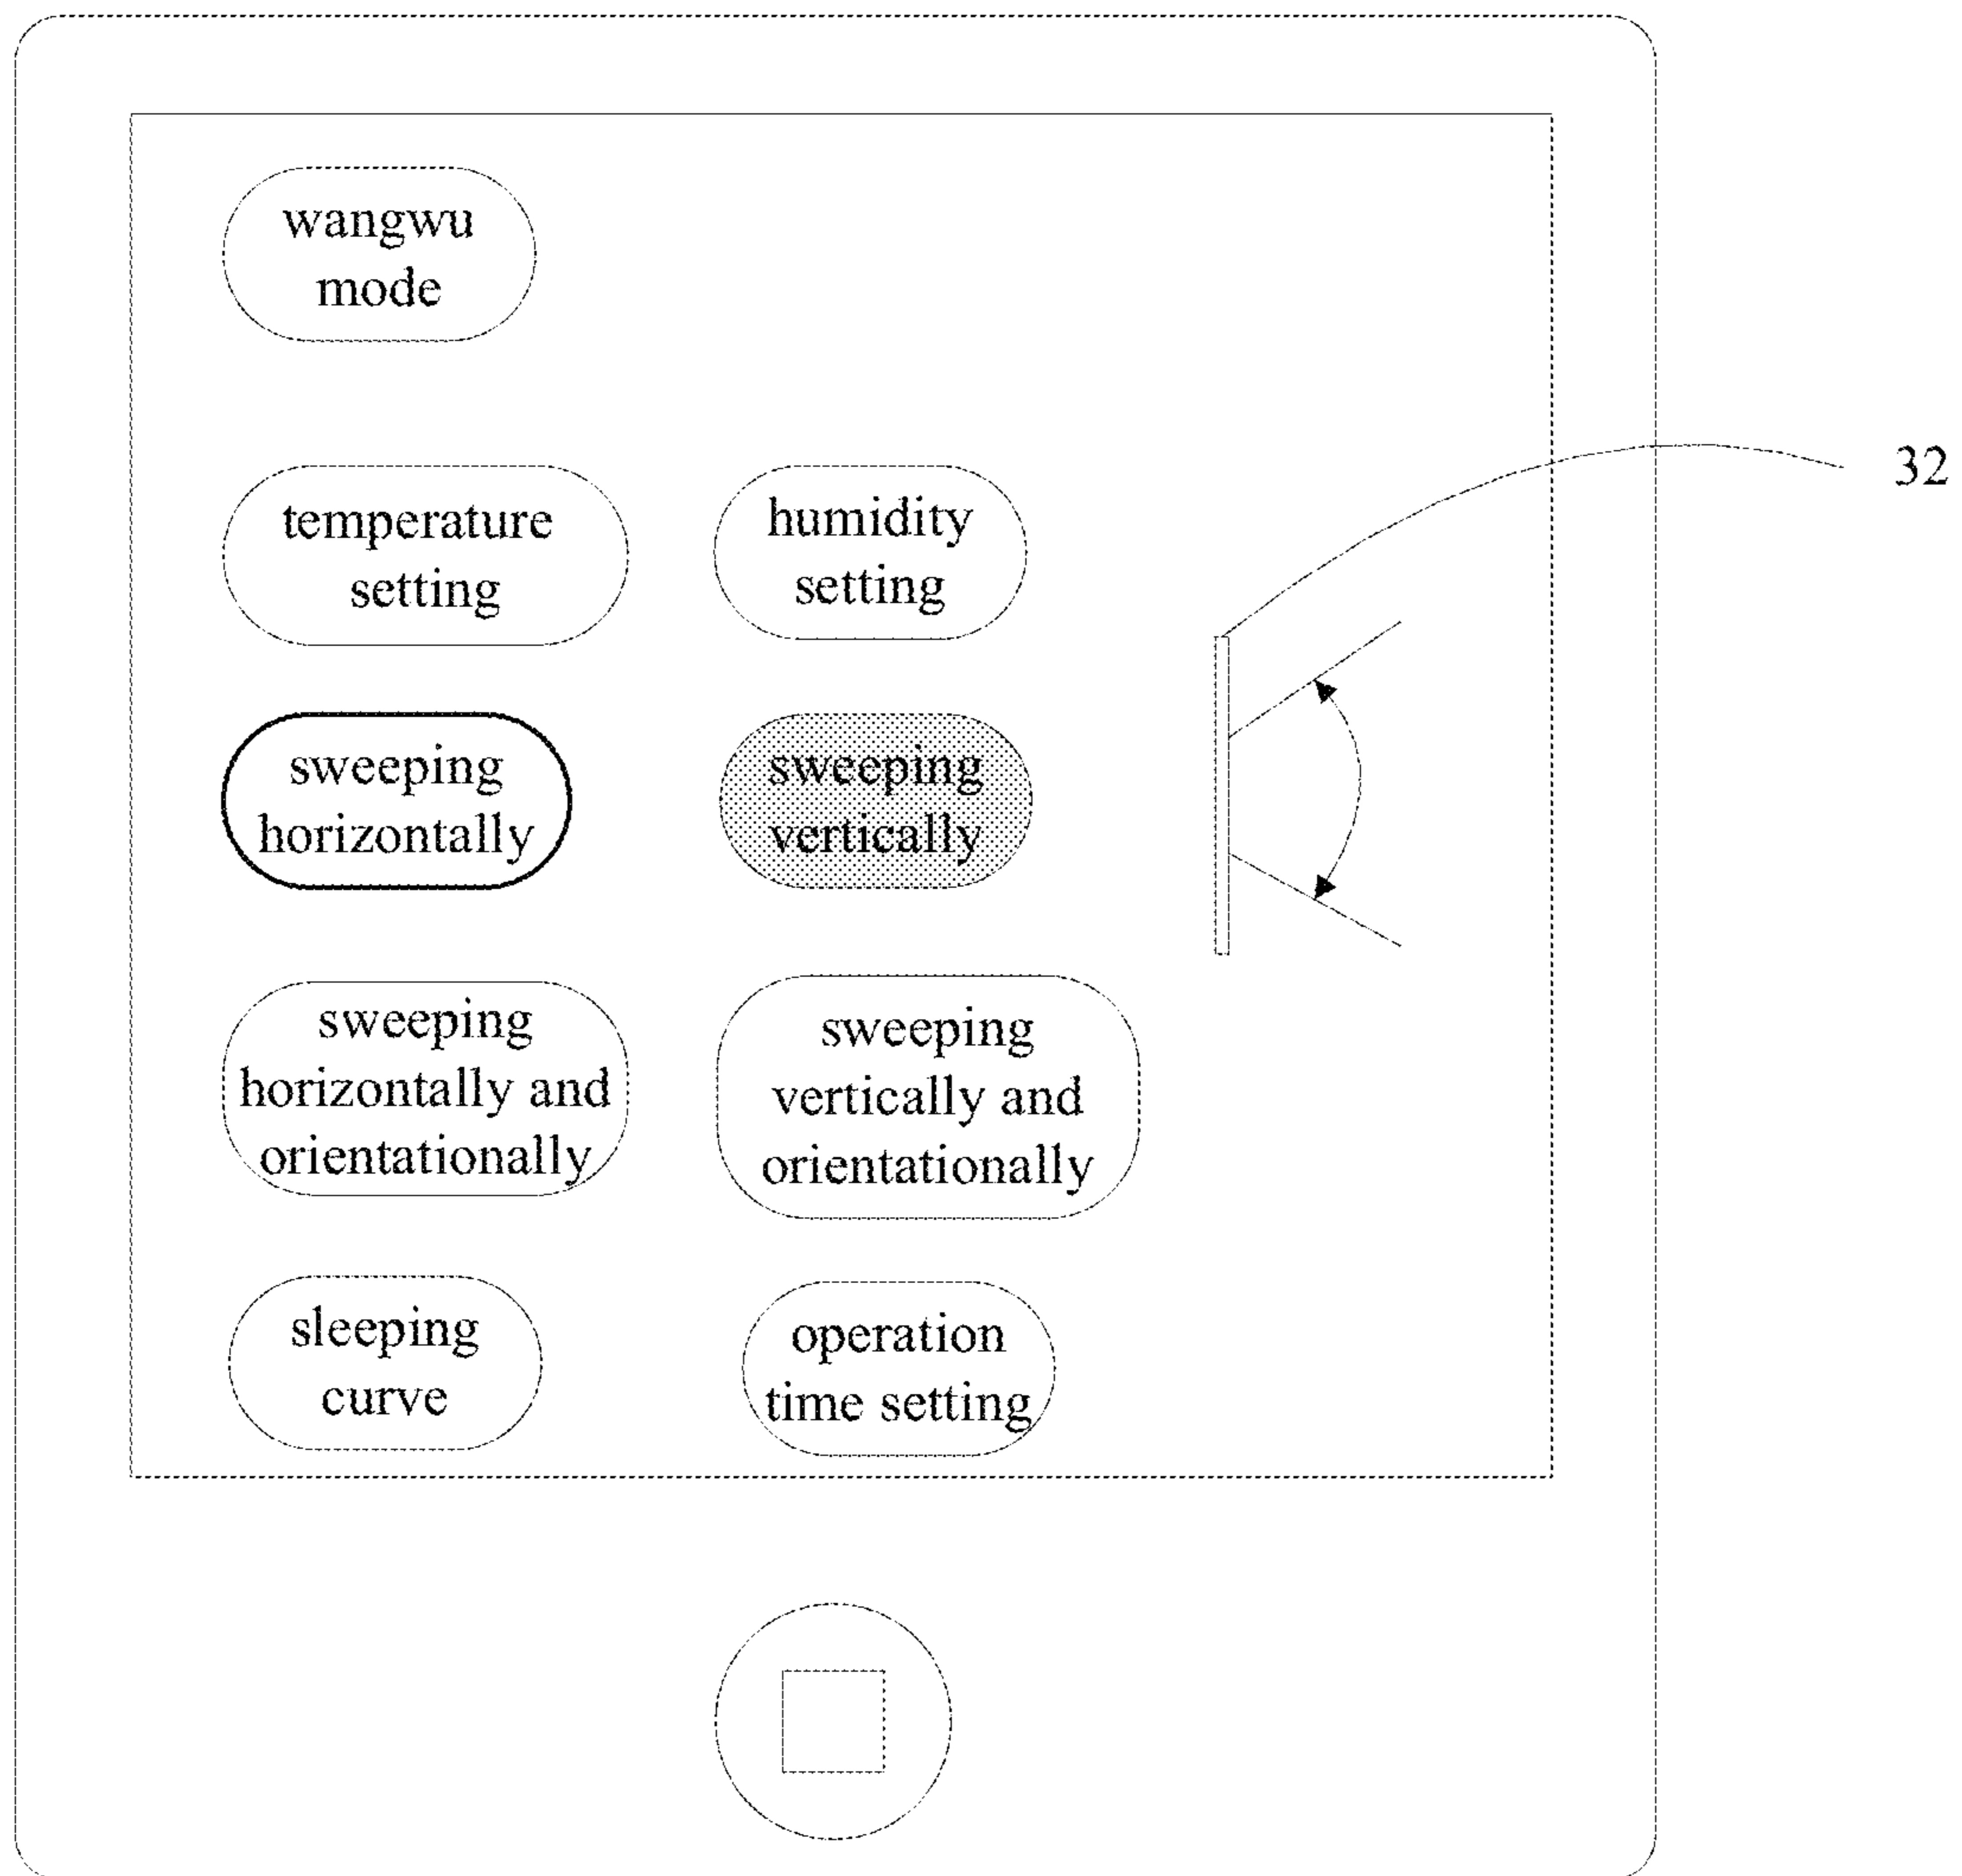 wangwu
mode
32
temperature
setting
humidity
setting
sweeping
horizontally
sweeping
vertically
sweeping
horizontally and
orientationally
sweeping
vertically and
orientationally
sleeping
curve
operation
time setting